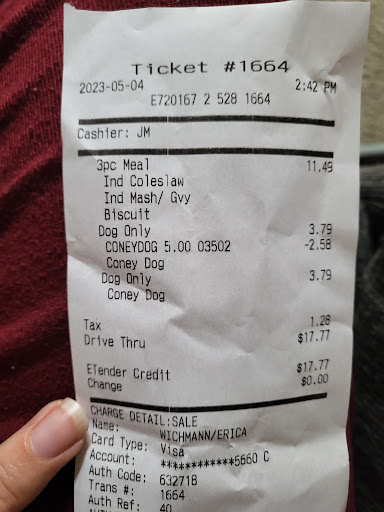 Ticket #1664
2023-05-04 2:42 PM
E720167 2 528 1664
Cashier: JM
3pc Meal 11.49
Ind Coleslaw
Ind Mash/ Gvy
Biscuit
Dog Only 3.79
CONEYDOG 5.00 03502 -2.58
Coney Dog
Dog Only 3.79
Coney Dog
Tax 1.28
Drive Thru $17.77
ETender Credit $17.77
Change $0.00
CHARGE DETAIL:SALE
Name: WICHMANN/ERICA
Card Type: Visa
Account: ************5660 C
Auth Code: 632718
Trans #: 1664
Auth Ref: 40